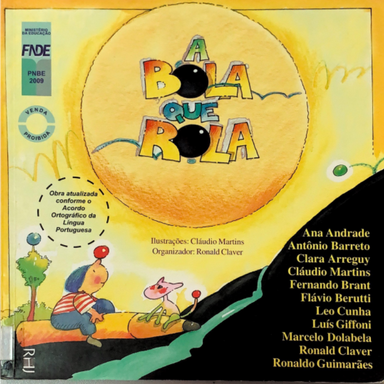 MINISTÉRIO
DA EDUCAÇÃO
FNDE
PNBE
2009
VENDA
PROIBIDA
A
BOLA
QUE
ROLA
Obra atualizada
conforme o
Acordo
Ortográfico da
Língua
Portuguesa
Ilustrações: Cláudio Martins
Organizador: Ronald Claver
Ana Andrade
Antônio Barreto
Clara Arreguy
Cláudio Martins
Fernando Brant
Flávio Berutti
Leo Cunha
Luís Giffoni
Marcelo Dolabela
Ronald Claver
Ronaldo Guimarães
RHJ